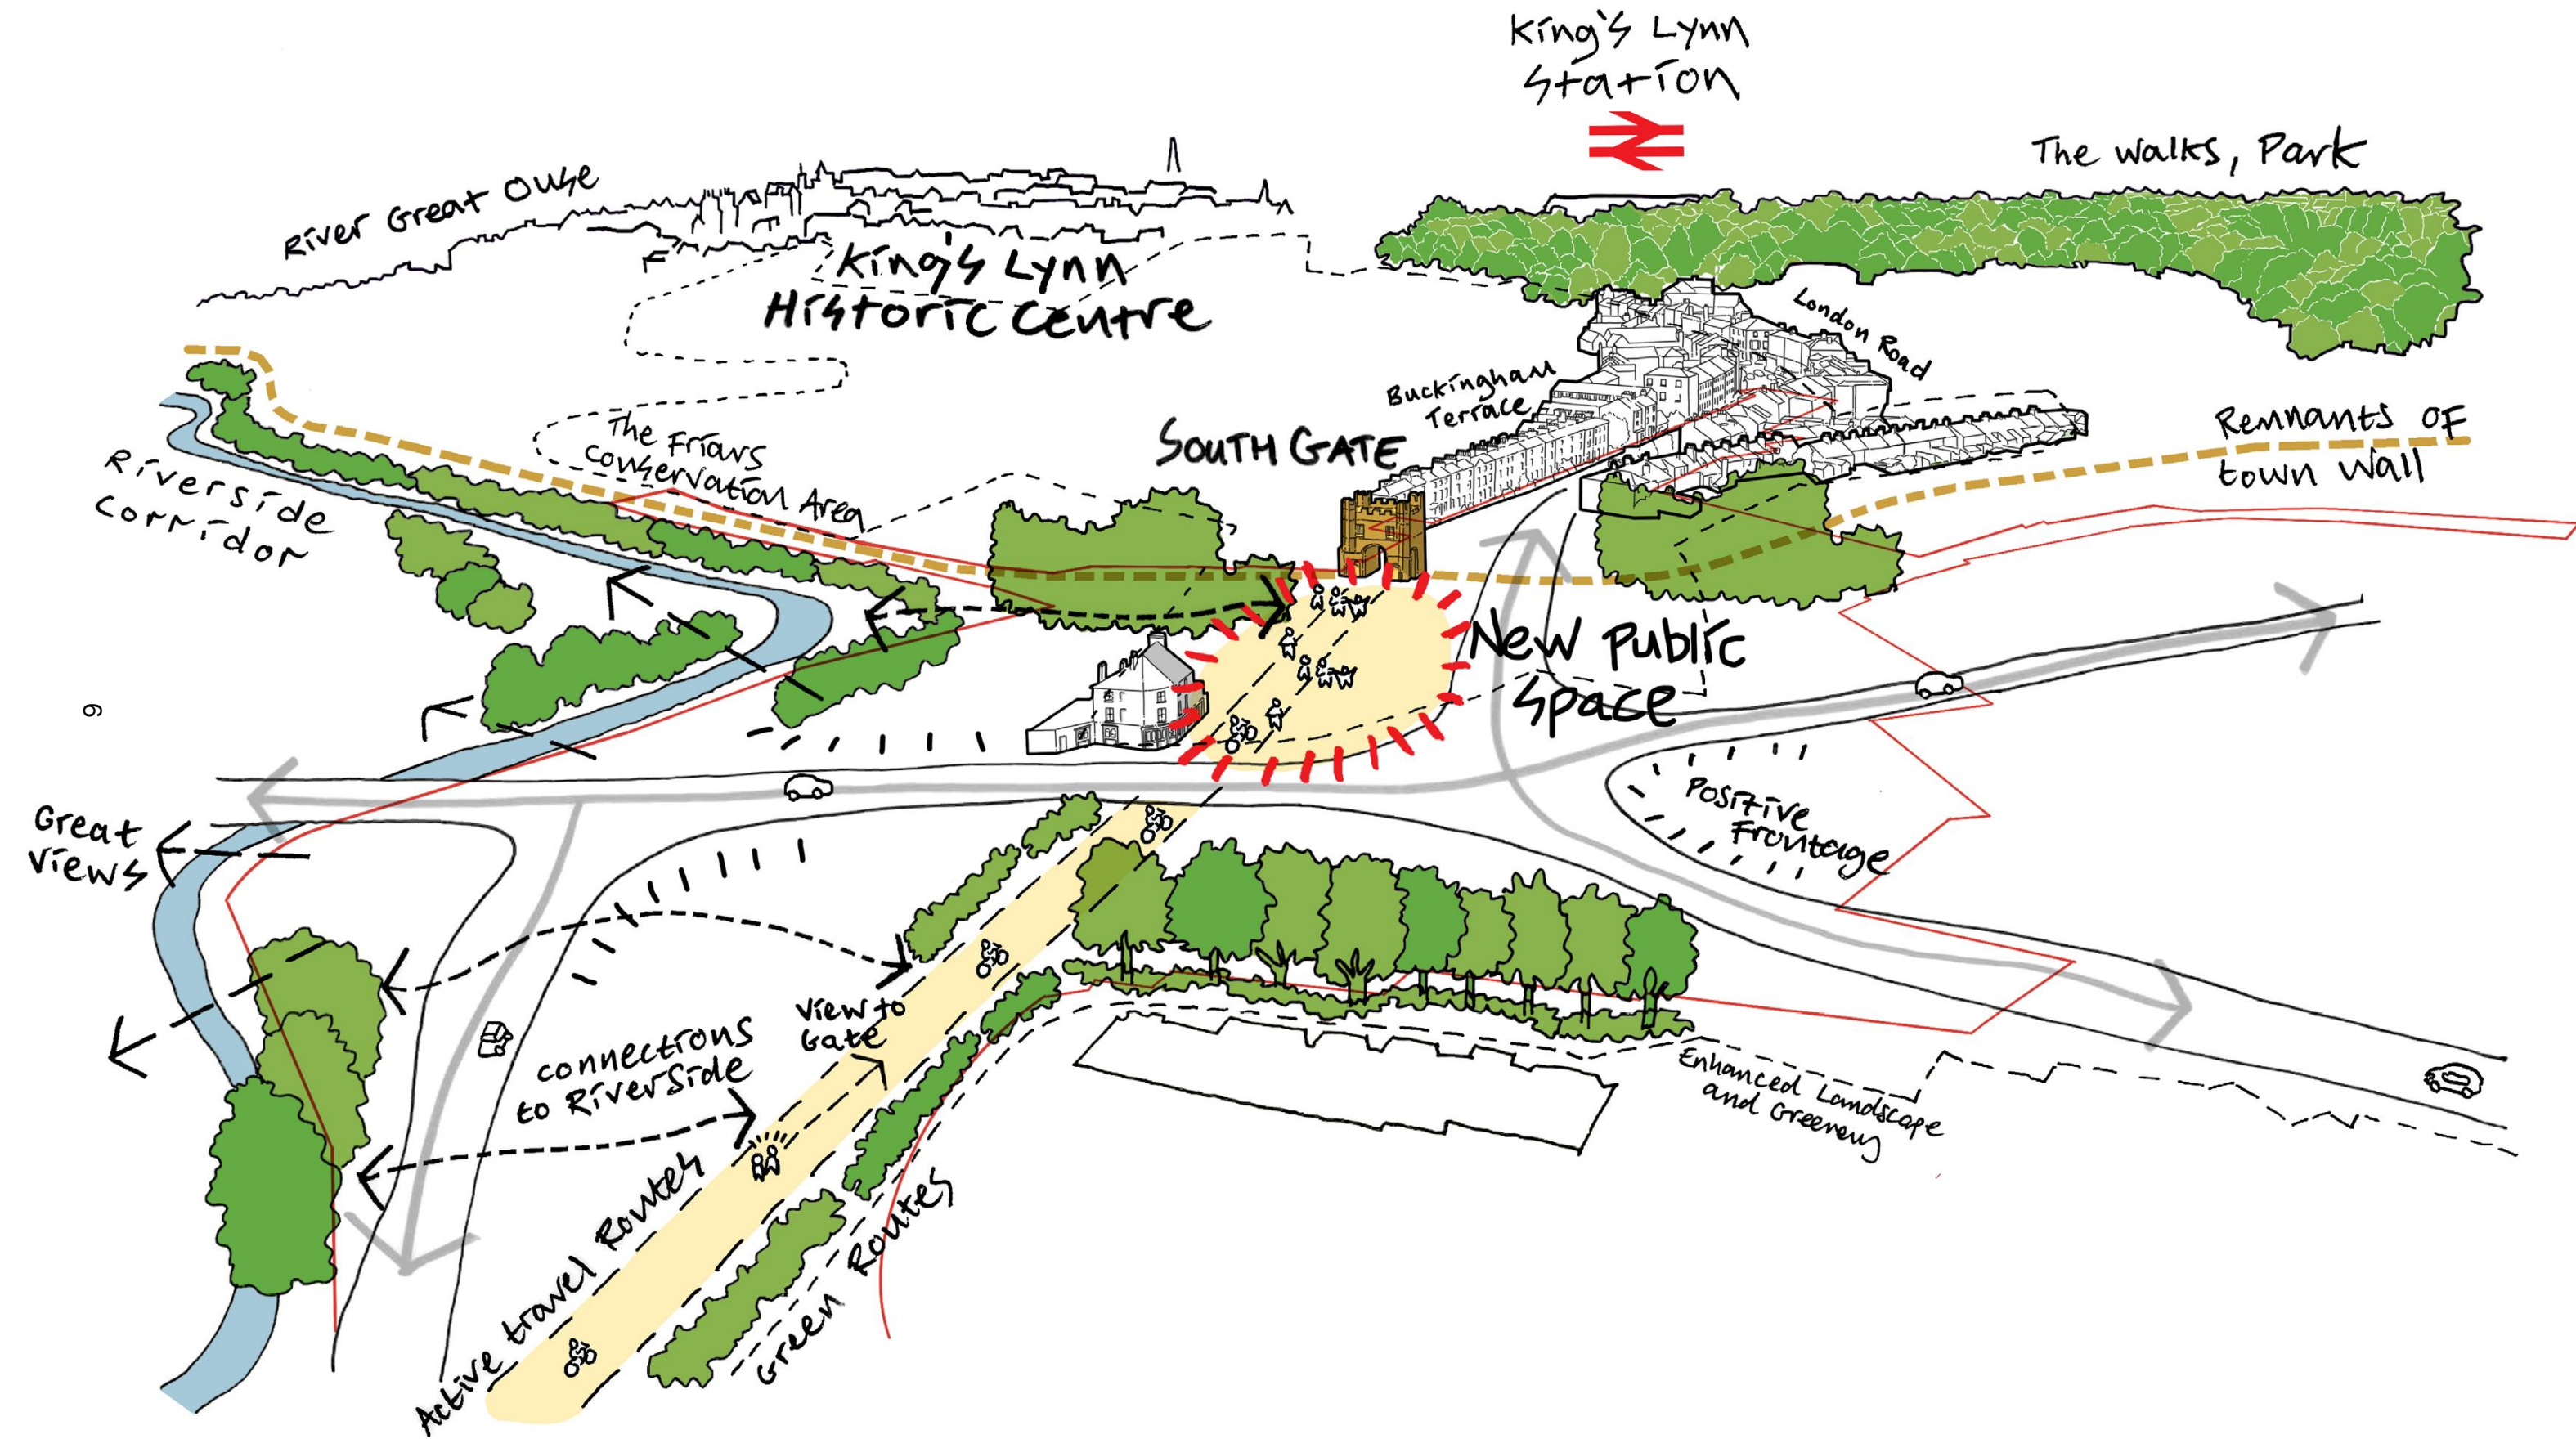 King's Lynn
Station
The Walks, Park
River Great Ouse
King's Lynn
Historic Centre
London Road
Buckingham
Terrace
SOUTH GATE
Remnants of
town wall
The Friars
conservation Area
Riverside
Corridor
New Public
Space
6
Positive
Frontage
Great
Views
View to
Gate
connections
to RiverSide
Enhanced Landscape
and Greenery
Active travel Routes
Green Routes